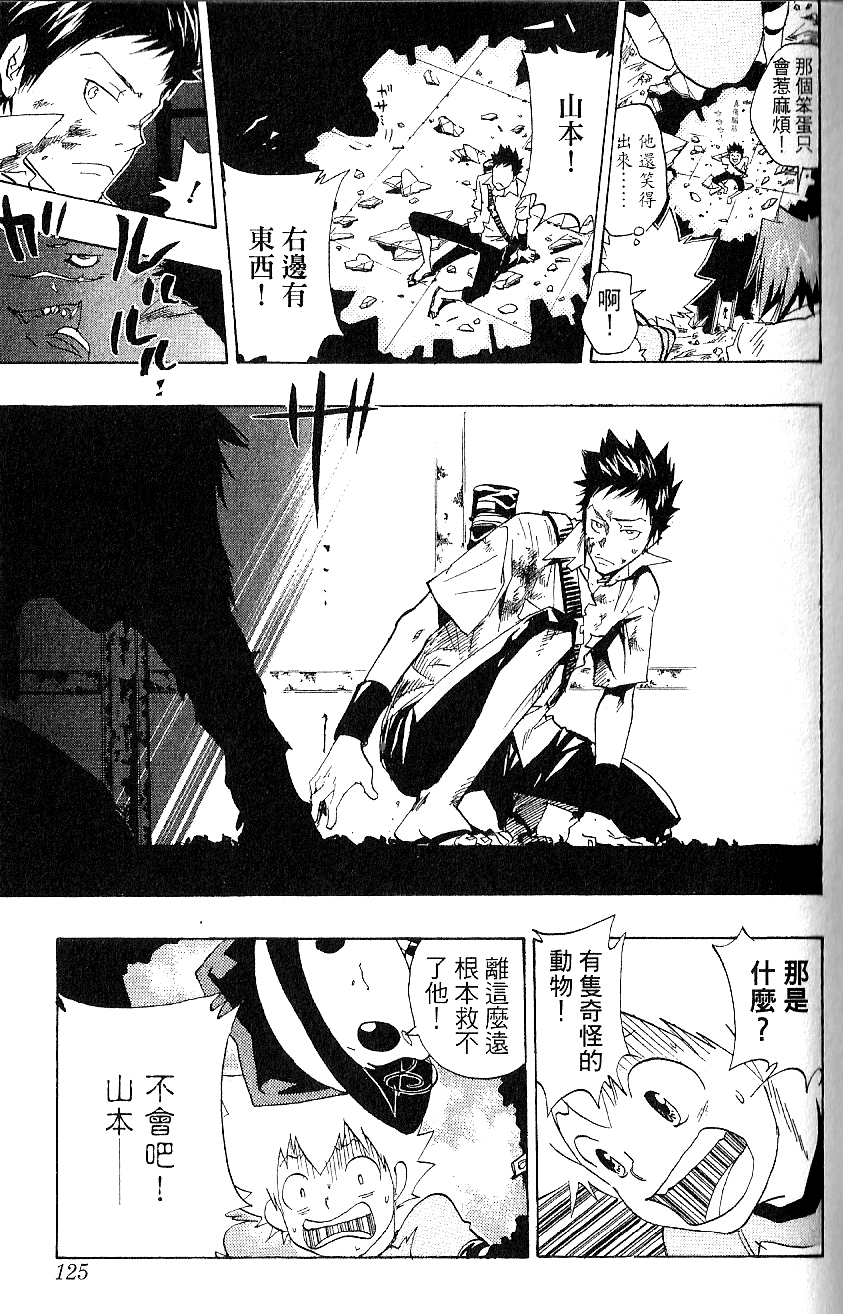 那個笨蛋只
會惹麻煩！
他還笑得
出來……
啊！
山本！
右邊有
東西！
！
ガルルル
那是
什麼？
有隻奇怪的
動物！
離這麼遠
根本救不
了他！
不會吧！
山本——
125